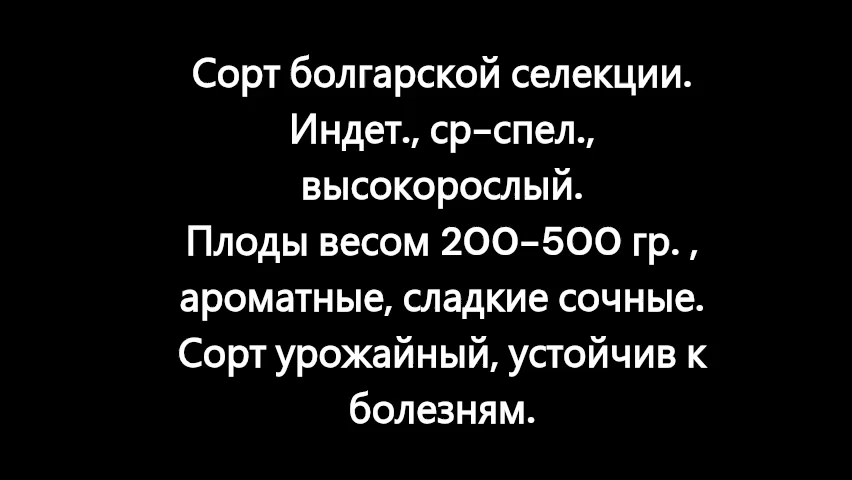 Сорт болгарской селекции.
Индет., ср-спел.,
высокорослый.
Плоды весом 200-500 гр. ,
ароматные, сладкие сочные.
Сорт урожайный, устойчив к
болезням.